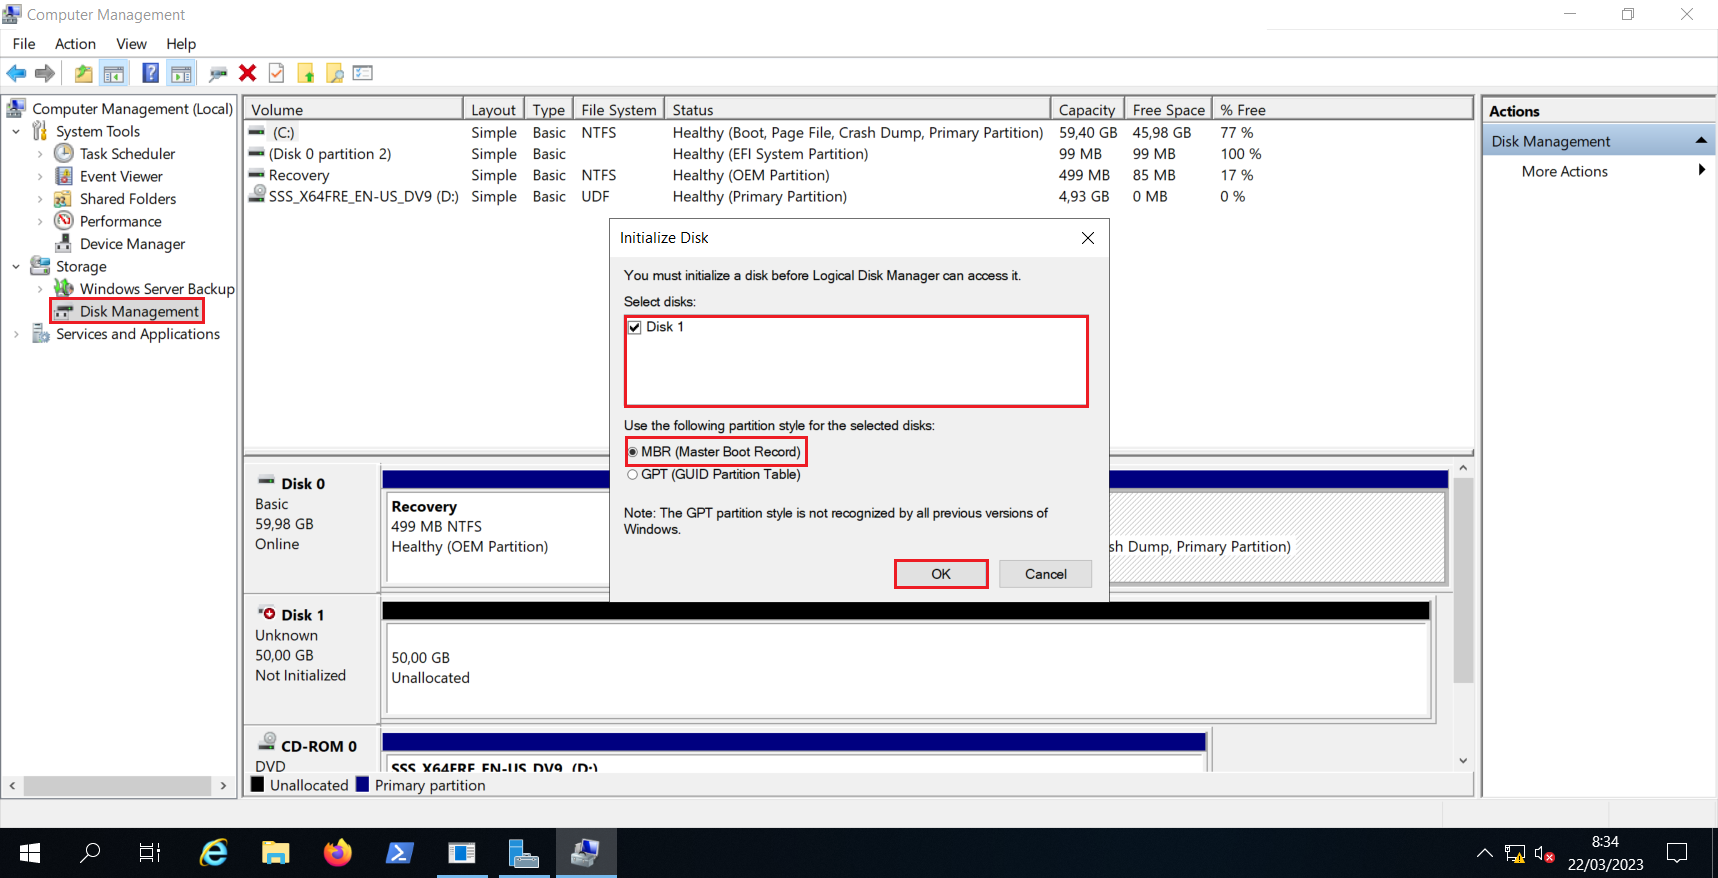 Computer Management
File Action View Help
Computer Management (Local)
System Tools
Task Scheduler
Event Viewer
Shared Folders
Performance
Device Manager
Storage
Windows Server Backup
Disk Management
Services and Applications
Volume Layout Type File System Status Capacity Free Space % Free
(C:) Simple Basic NTFS Healthy (Boot, Page File, Crash Dump, Primary Partition) 59,40 GB 45,98 GB 77 %
(Disk 0 partition 2) Simple Basic Healthy (EFI System Partition) 99 MB 99 MB 100 %
Recovery Simple Basic NTFS Healthy (OEM Partition) 499 MB 85 MB 17 %
SSS_X64FRE_EN-US_DV9 (D:) Simple Basic UDF Healthy (Primary Partition) 4,93 GB 0 MB 0 %
Initialize Disk
You must initialize a disk before Logical Disk Manager can access it.
Select disks:
Disk 1
Use the following partition style for the selected disks:
MBR (Master Boot Record)
GPT (GUID Partition Table)
Note: The GPT partition style is not recognized by all previous versions of
Windows.
OK Cancel
Disk 0
Basic
59,98 GB
Online
Recovery
499 MB NTFS
Healthy (OEM Partition)
sh Dump, Primary Partition)
Disk 1
Unknown
50,00 GB
Not Initialized
50,00 GB
Unallocated
CD-ROM 0
DVD
SSS_X64FRE_EN-US_DV9 (D:)
Unallocated Primary partition
Actions
Disk Management
More Actions
8:34
22/03/2023